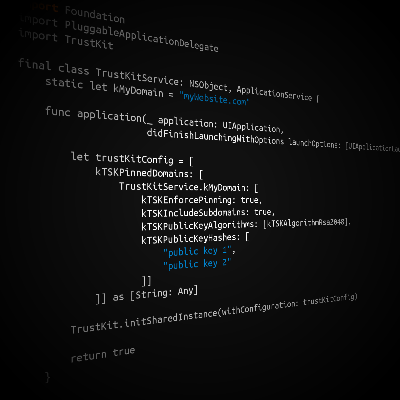 import Foundation
import PluggableApplicationDelegate
import TrustKit
final class TrustKitService: NSObject, ApplicationService {
static let kMyDomain = "myWebsite.com"
func application(_ application: UIApplication,
didFinishLaunchingWithOptions launchOptions:
let trustKitConfig = [
kTSKPinnedDomains: [
TrustKitService.kMyDomain: [
kTSKEnforcePinning: true,
kTSKIncludeSubdomains: true,
kTSKPublicKeyAlgorithms: [kTSKAlgorithmRsa2048],
kTSKPublicKeyHashes: [
"public key 1",
"public key 2"
]]
]] as [String: Any]
TrustKit.initSharedInstance(withConfiguration: trustKitConfig)
return true
}